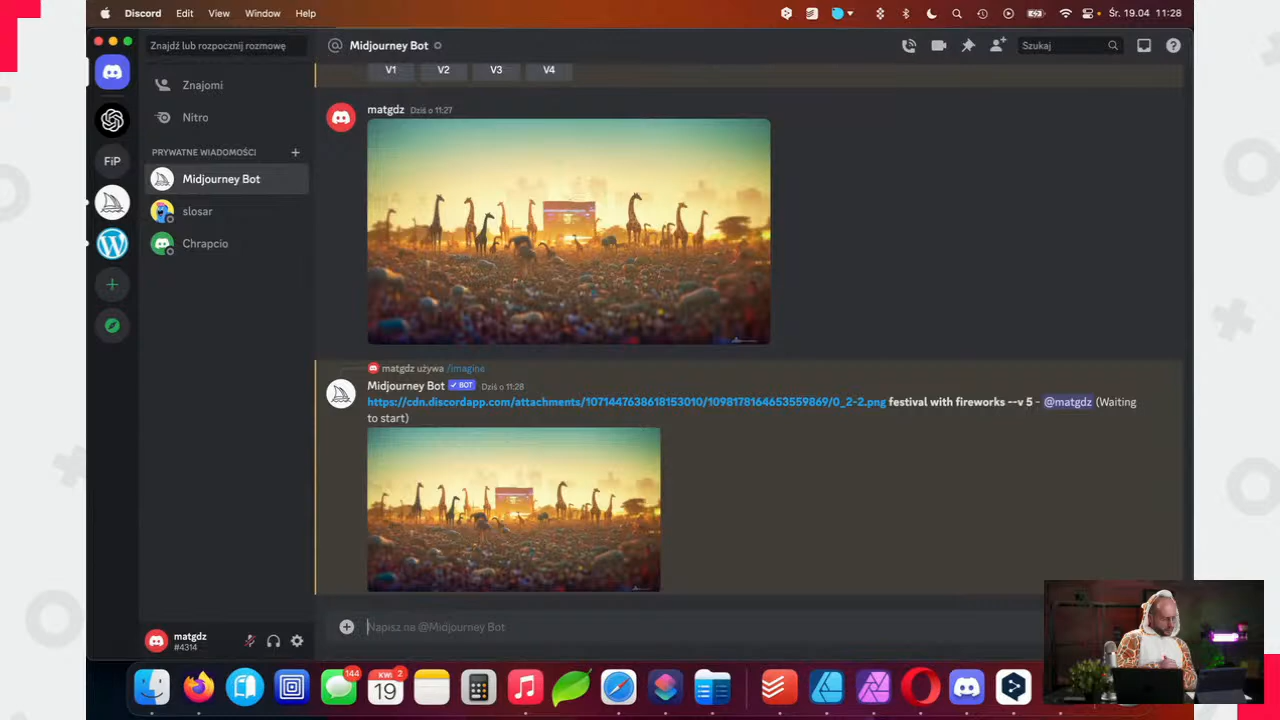 Discord Edit View Window Help Śr. 19.04 11:28
Znajdź lub rozpocznij rozmowę
Midjourney Bot
Szukaj
V1 V2 V3 V4
Znajomi
Nitro
PRYWATNE WIADOMOŚCI
FiP
Midjourney Bot
slosar
Chrapcio
matgdz Dziś o 11:27
matgdz używa /imagine
Midjourney Bot BOT Dziś o 11:28
https://cdn.discordapp.com/attachments/1071447638618153010/1098178164653559869/0_2-2.png festival with fireworks --v 5 - @matgdz (Waiting
to start)
Napisz na @Midjourney Bot
matgdz
#4314
144
KWI 2
19